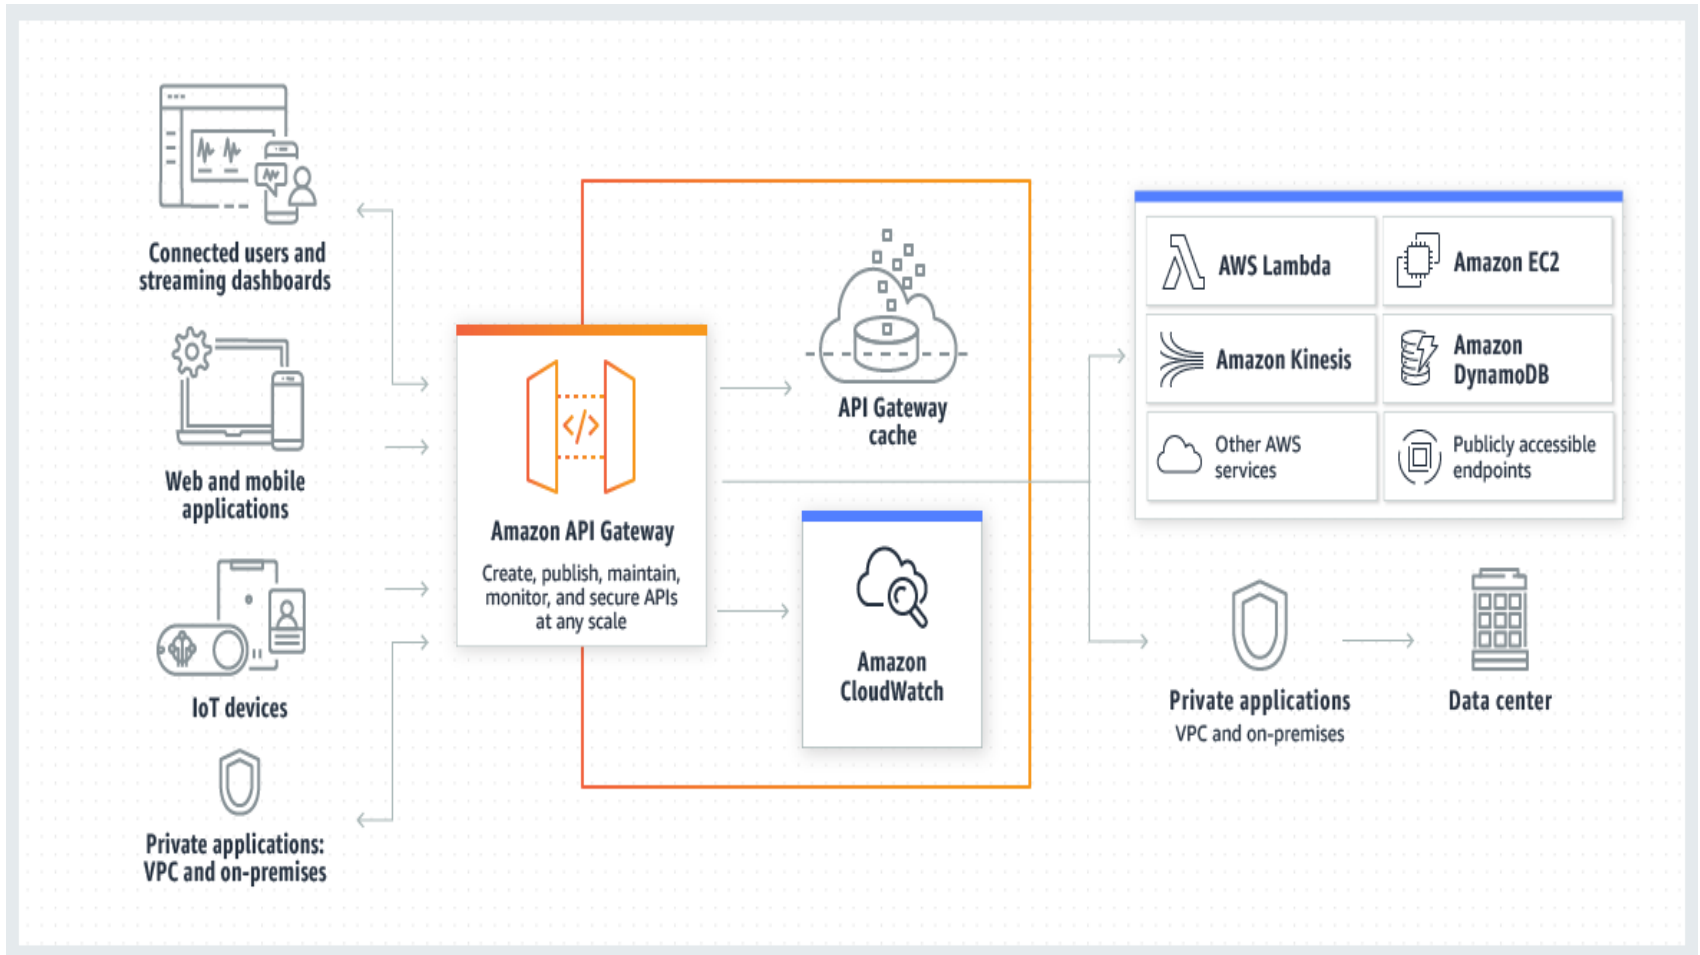 Connected users and
streaming dashboards
Web and mobile
applications
IoT devices
Private applications:
VPC and on-premises
</>
Amazon API Gateway
Create, publish, maintain,
monitor, and secure APIs
at any scale
API Gateway
cache
Amazon
CloudWatch
AWS Lambda
Amazon EC2
Amazon Kinesis
Amazon
DynamoDB
Other AWS
services
Publicly accessible
endpoints
Private applications
VPC and on-premises
Data center